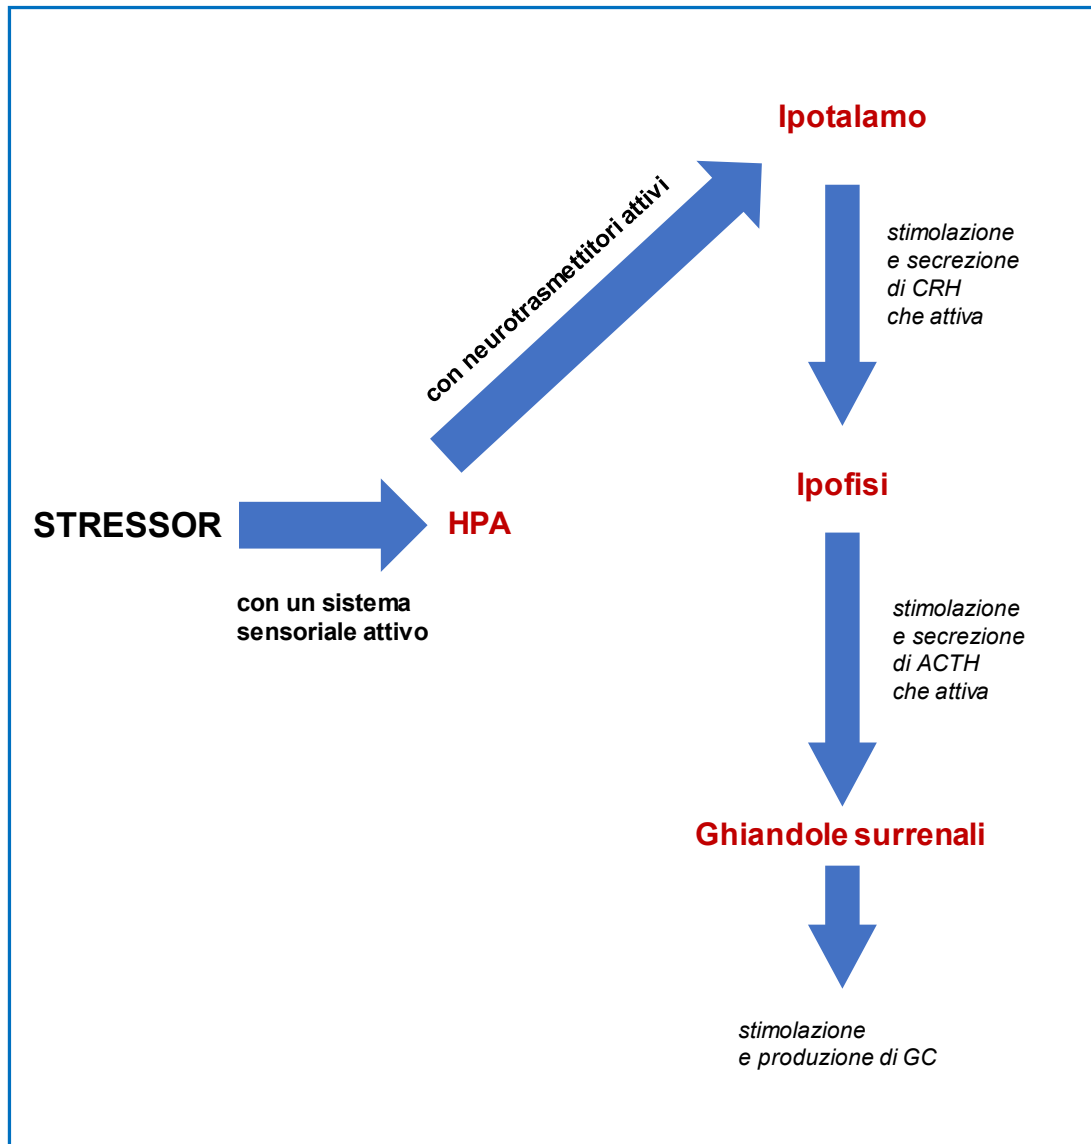 STRESSOR
con un sistema
sensoriale attivo
HPA
con neurotrasmettitori attivi
Ipotalamo
stimolazione
e secrezione
di CRH
che attiva
Ipofisi
stimolazione
e secrezione
di ACTH
che attiva
Ghiandole surrenali
stimolazione
e produzione di GC